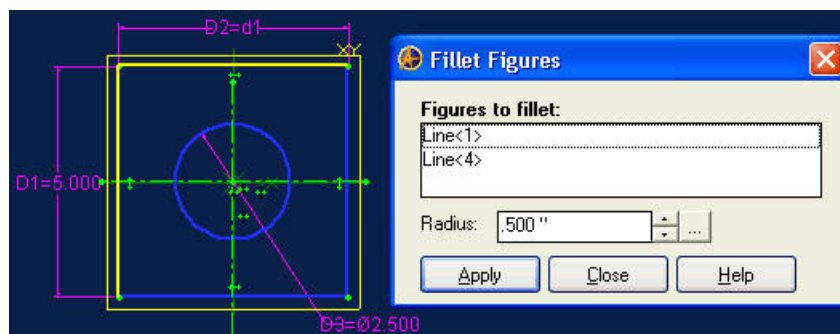 D2=d1
XY
D1=5.000
D3=Ø2.500
Fillet Figures
Figures to fillet:
Line<1>
Line<4>
Radius: .500 "
...
Apply Close Help